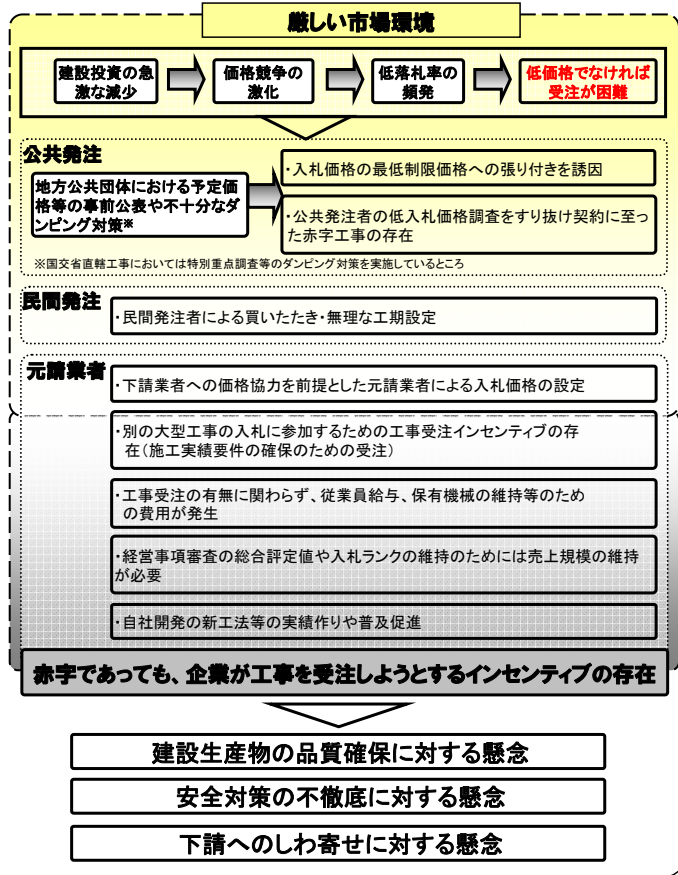 厳しい市場環境
建設投資の急
激な減少
価格競争の
激化
低落札率の
頻発
低価格でなければ
受注が困難
公共発注
地方公共団体における予定価
格等の事前公表や不十分なダ
ンピング対策※
・入札価格の最低制限価格への張り付きを誘因
・公共発注者の低入札価格調査をすり抜け契約に至っ
た赤字工事の存在
※国交省直轄工事においては特別重点調査等のダンピング対策を実施しているところ
民間発注
・民間発注者による買いたたき・無理な工期設定
元請業者
・下請業者への価格協力を前提とした元請業者による入札価格の設定
・別の大型工事の入札に参加するための工事受注インセンティブの存
在（施工実績要件の確保のための受注）
・工事受注の有無に関わらず、従業員給与、保有機械の維持等のため
の費用が発生
・経営事項審査の総合評定値や入札ランクの維持のためには売上規模の維持
が必要
・自社開発の新工法等の実績作りや普及促進
赤字であっても、企業が工事を受注しようとするインセンティブの存在
建設生産物の品質確保に対する懸念
安全対策の不徹底に対する懸念
下請へのしわ寄せに対する懸念